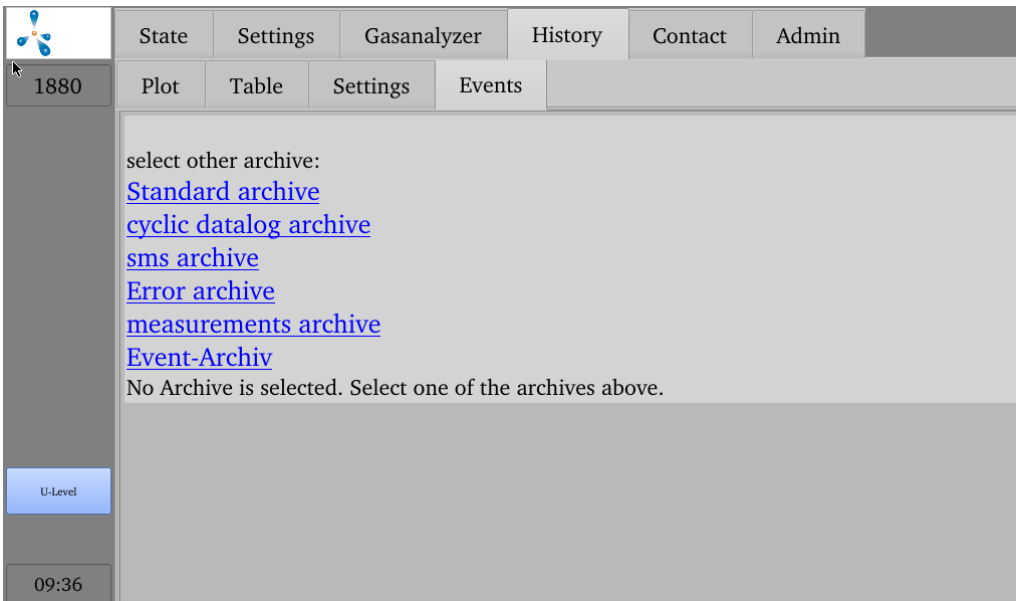 State Settings Gasanalyzer History Contact Admin
1880 Plot Table Settings Events
select other archive:
Standard archive
cyclic datalog archive
sms archive
Error archive
measurements archive
Event-Archiv
No Archive is selected. Select one of the archives above.
U-Level
09:36